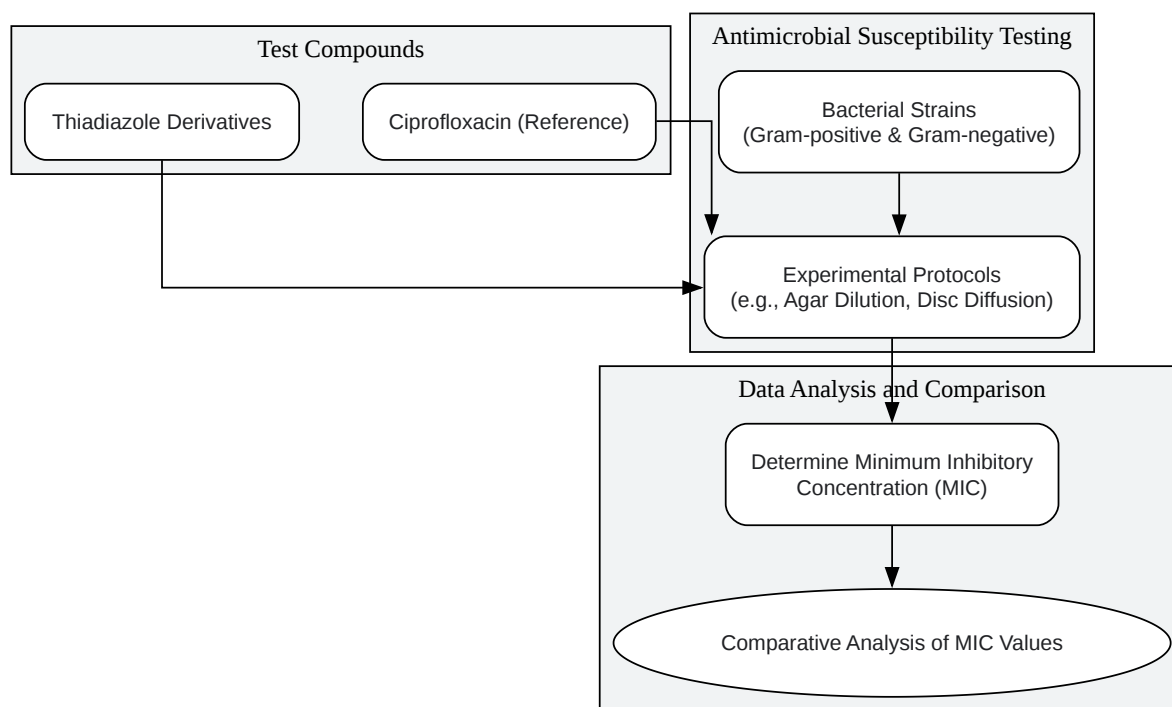 Test Compounds
Thiadiazole Derivatives
Ciprofloxacin (Reference)
Antimicrobial Susceptibility Testing
Bacterial Strains
(Gram-positive & Gram-negative)
Experimental Protocols
(e.g., Agar Dilution, Disc Diffusion)
Data Analysis and Comparison
Determine Minimum Inhibitory
Concentration (MIC)
Comparative Analysis of MIC Values